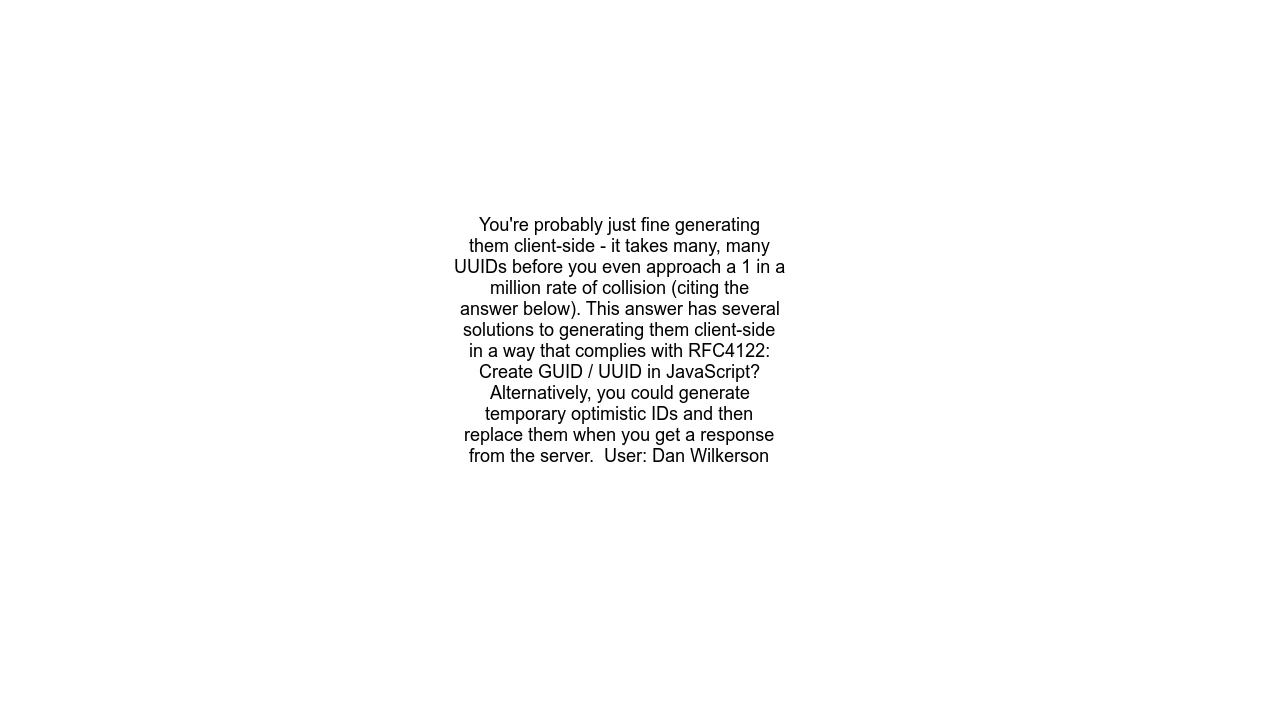 You're probably just fine generating
them client-side - it takes many, many
UUIDs before you even approach a 1 in a
million rate of collision (citing the
answer below). This answer has several
solutions to generating them client-side
in a way that complies with RFC4122:
Create GUID / UUID in JavaScript?
Alternatively, you could generate
temporary optimistic IDs and then
replace them when you get a response
from the server.  User: Dan Wilkerson